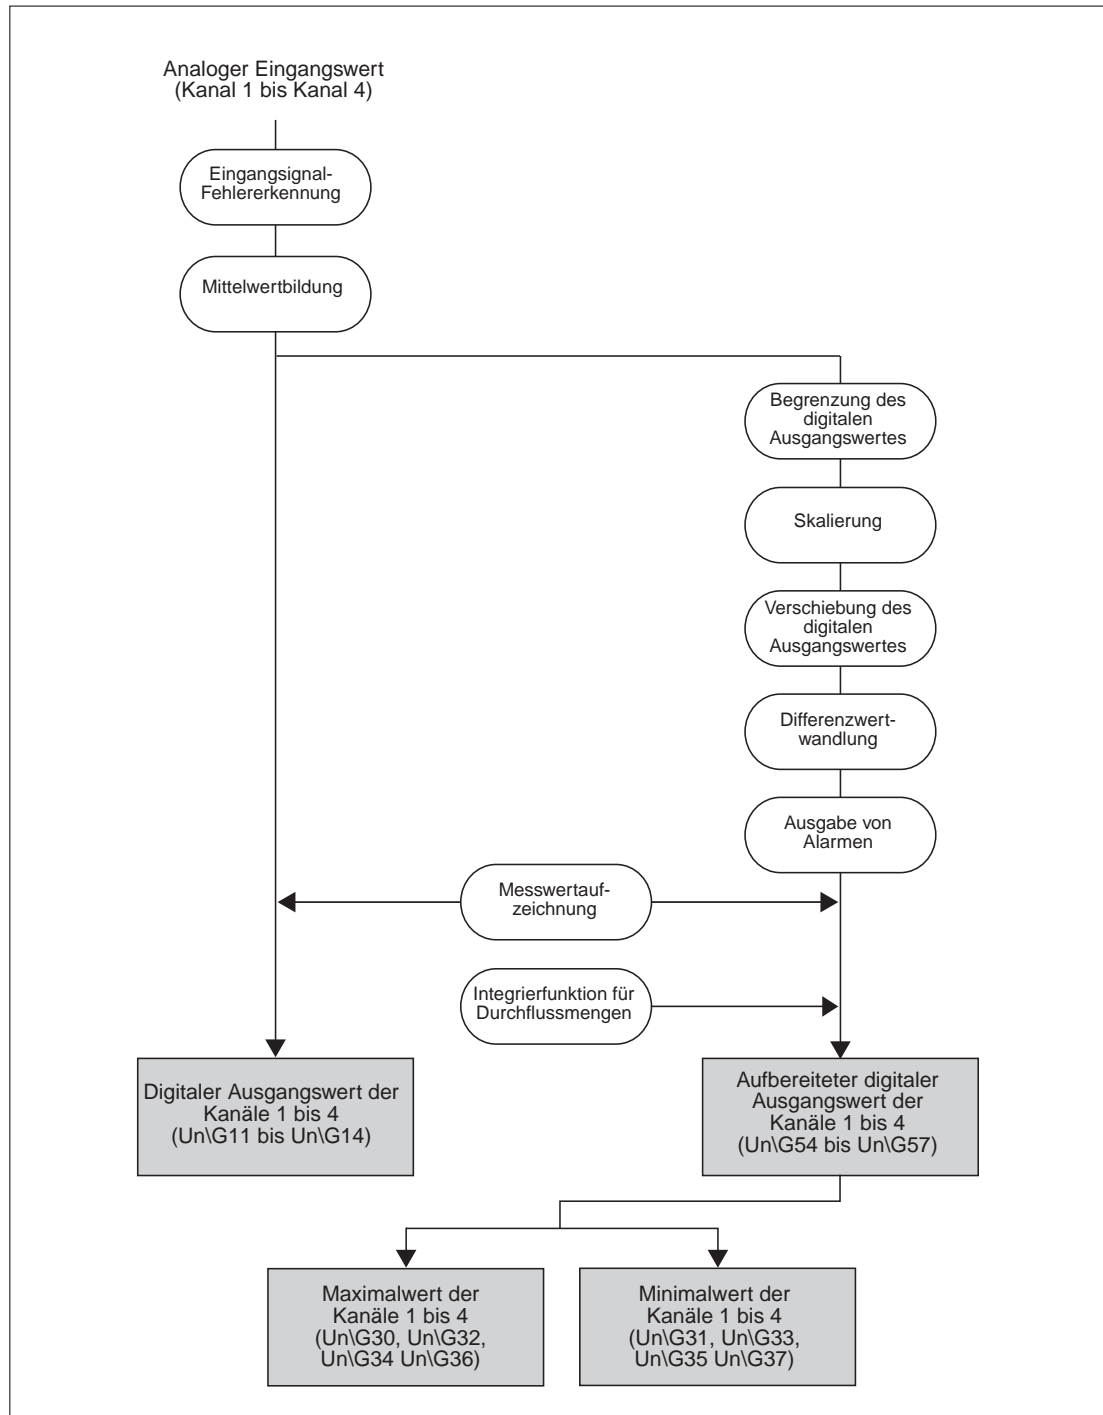 Analoger Eingangswert
(Kanal 1 bis Kanal 4)
Eingangsignal-
Fehlererkennung
Mittelwertbildung
Begrenzung des
digitalen
Ausgangswertes
Skalierung
Verschiebung des
digitalen
Ausgangswertes
Differenzwert-
wandlung
Ausgabe von
Alarmen
Messwertauf-
zeichnung
Integrierfunktion für
Durchflussmengen
Digitaler Ausgangswert der
Kanäle 1 bis 4
(Un\G11 bis Un\G14)
Aufbereiteter digitaler
Ausgangswert der
Kanäle 1 bis 4
(Un\G54 bis Un\G57)
Maximalwert der
Kanäle 1 bis 4
(Un\G30, Un\G32,
Un\G34 Un\G36)
Minimalwert der
Kanäle 1 bis 4
(Un\G31, Un\G33,
Un\G35 Un\G37)